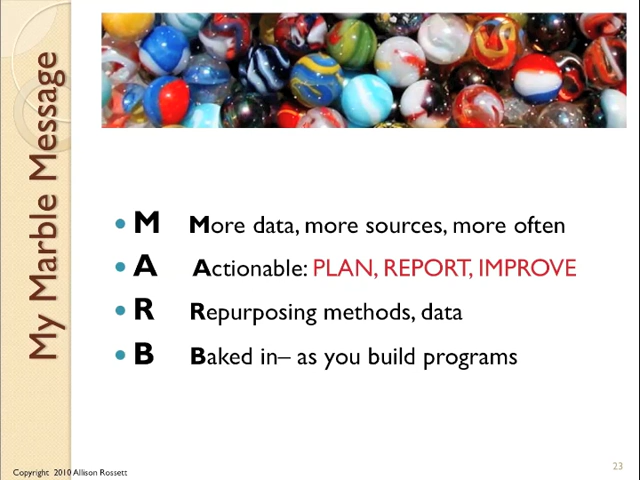 My Marble Message
• M More data, more sources, more often
• A Actionable: PLAN, REPORT, IMPROVE
• R Repurposing methods, data
• B Baked in– as you build programs
Copyright 2010 Allison Rossett
23